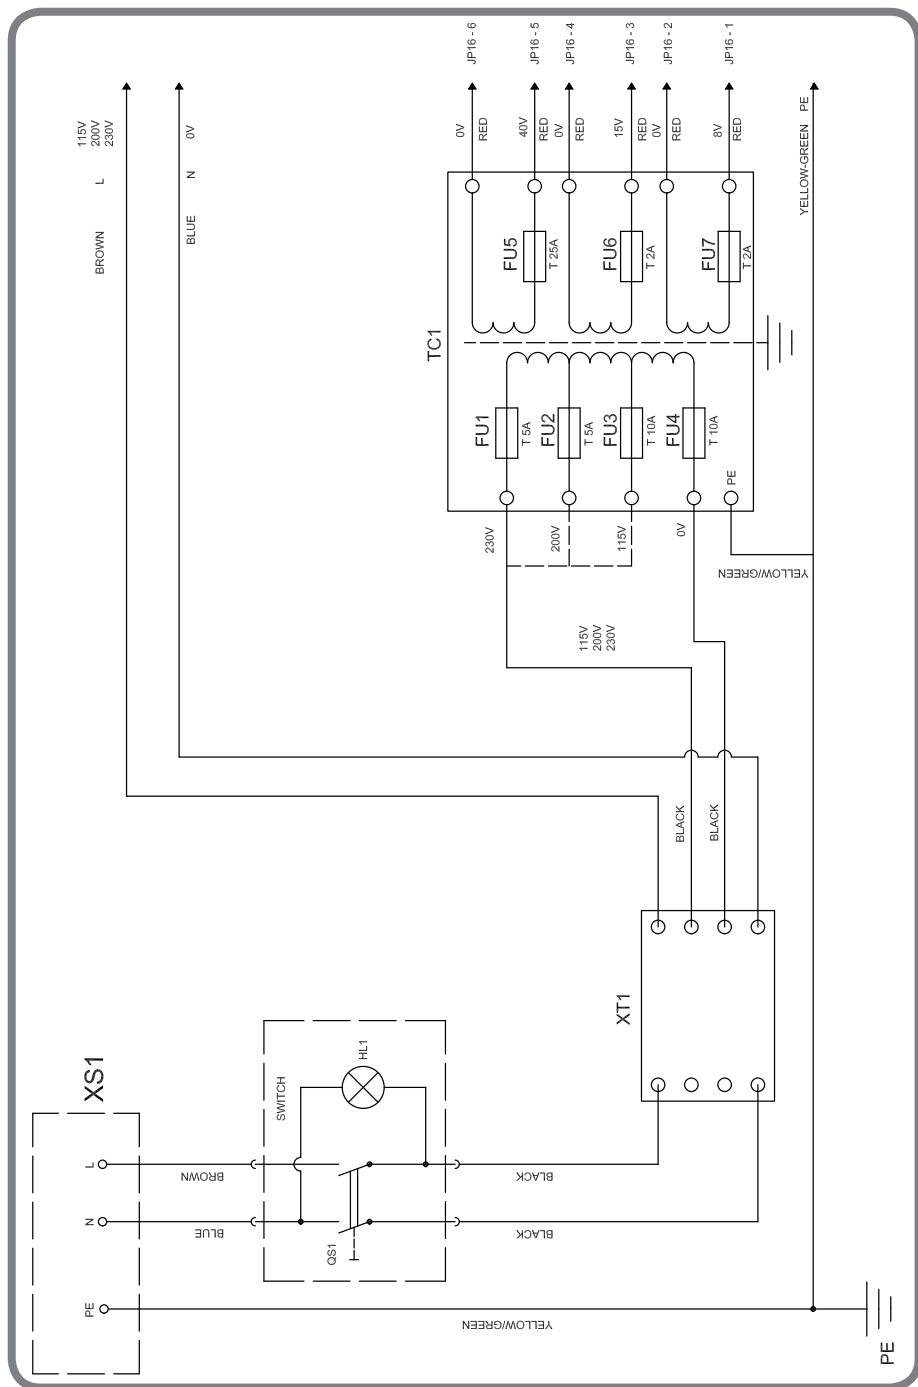 XS1
L
N
PE
BROWN
BLUE
YELLOW/GREEN
SWITCH
HL1
QS1
BLACK
BLACK
PE
XT1
BLACK
BLACK
BROWN
L
115V
200V
230V
BLUE
N
0V
115V
200V
230V
TC1
230V
200V
115V
0V
PE
YELLOW/GREEN
FU1
T 5A
FU2
T 5A
FU3
T 10A
FU4
T 10A
FU5
T 25A
FU6
T 2A
FU7
T 2A
0V
RED
JP16 - 6
40V
RED
JP16 - 5
0V
RED
JP16 - 4
15V
RED
JP16 - 3
0V
RED
JP16 - 2
8V
RED
JP16 - 1
YELLOW-GREEN PE